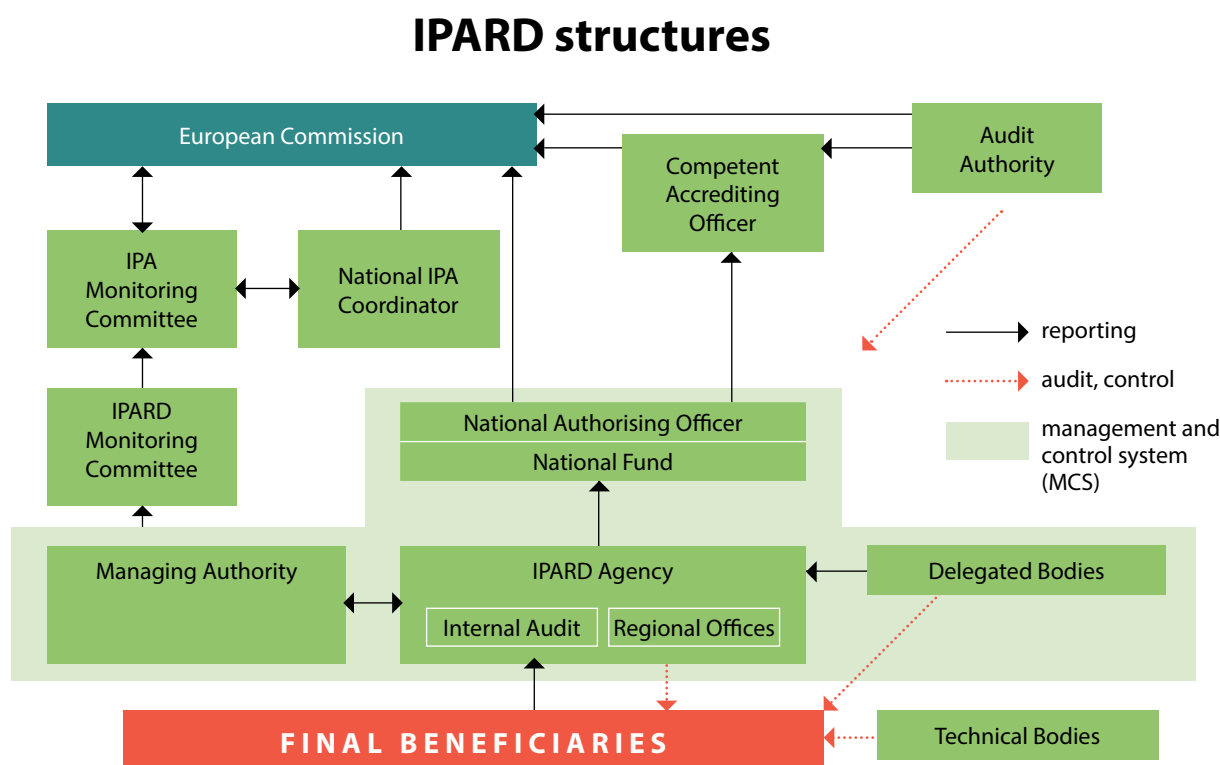 IPARD structures
European Commission
Audit
Authority
Competent
Accrediting
Officer
IPA
Monitoring
Committee
National IPA
Coordinator
reporting
audit, control
management and
control system
(MCS)
IPARD
Monitoring
Committee
National Authorising Officer
National Fund
Managing Authority
IPARD Agency
Delegated Bodies
Internal Audit
Regional Offices
FINAL BENEFICIARIES
Technical Bodies